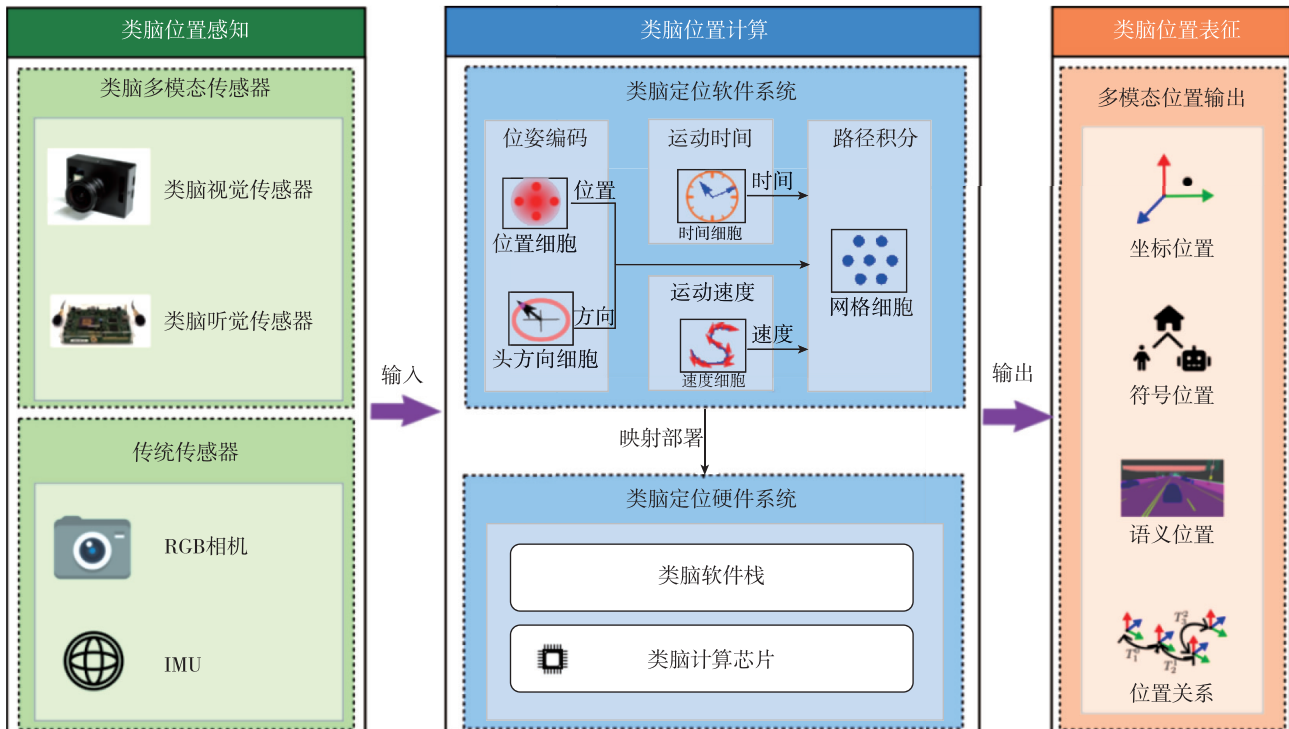 类脑位置感知
类脑多模态传感器
类脑视觉传感器
类脑听觉传感器
传统传感器
RGB相机
IMU
输入
类脑位置计算
类脑定位软件系统
位姿编码
位置
位置细胞
方向
头方向细胞
运动时间
时间
时间细胞
运动速度
速度
速度细胞
路径积分
网格细胞
映射部署
类脑定位硬件系统
类脑软件栈
类脑计算芯片
输出
类脑位置表征
多模态位置输出
坐标位置
符号位置
语义位置
T₁⁰ T₂¹ T₃²
位置关系